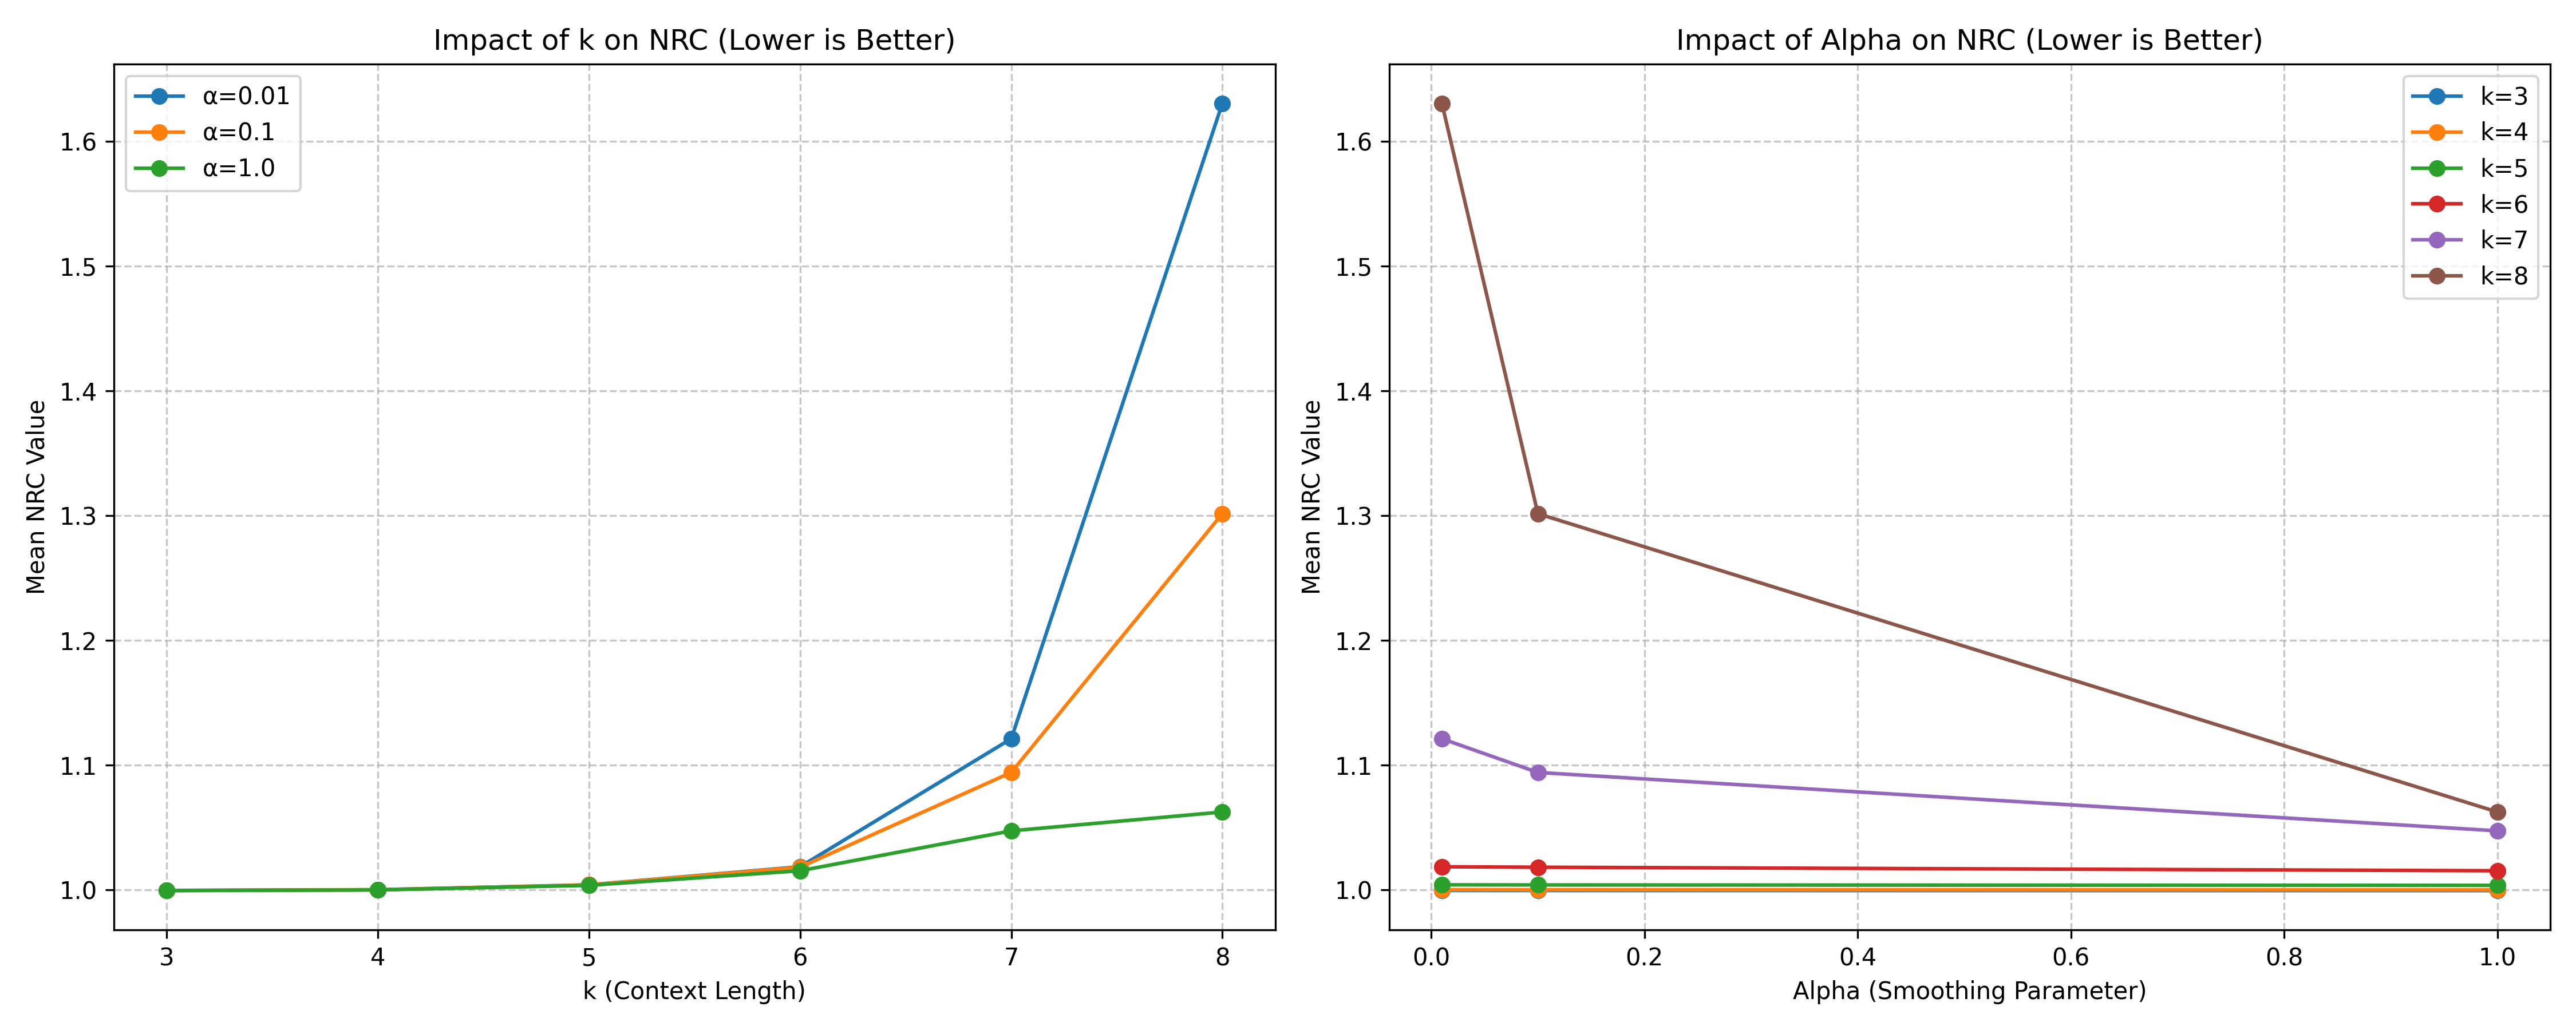 Impact of k on NRC (Lower is Better)
α=0.01
α=0.1
α=1.0
Mean NRC Value
1.6
1.5
1.4
1.3
1.2
1.1
1.0
3 4 5 6 7 8
k (Context Length)
Impact of Alpha on NRC (Lower is Better)
k=3
k=4
k=5
k=6
k=7
k=8
Mean NRC Value
1.6
1.5
1.4
1.3
1.2
1.1
1.0
0.0 0.2 0.4 0.6 0.8 1.0
Alpha (Smoothing Parameter)